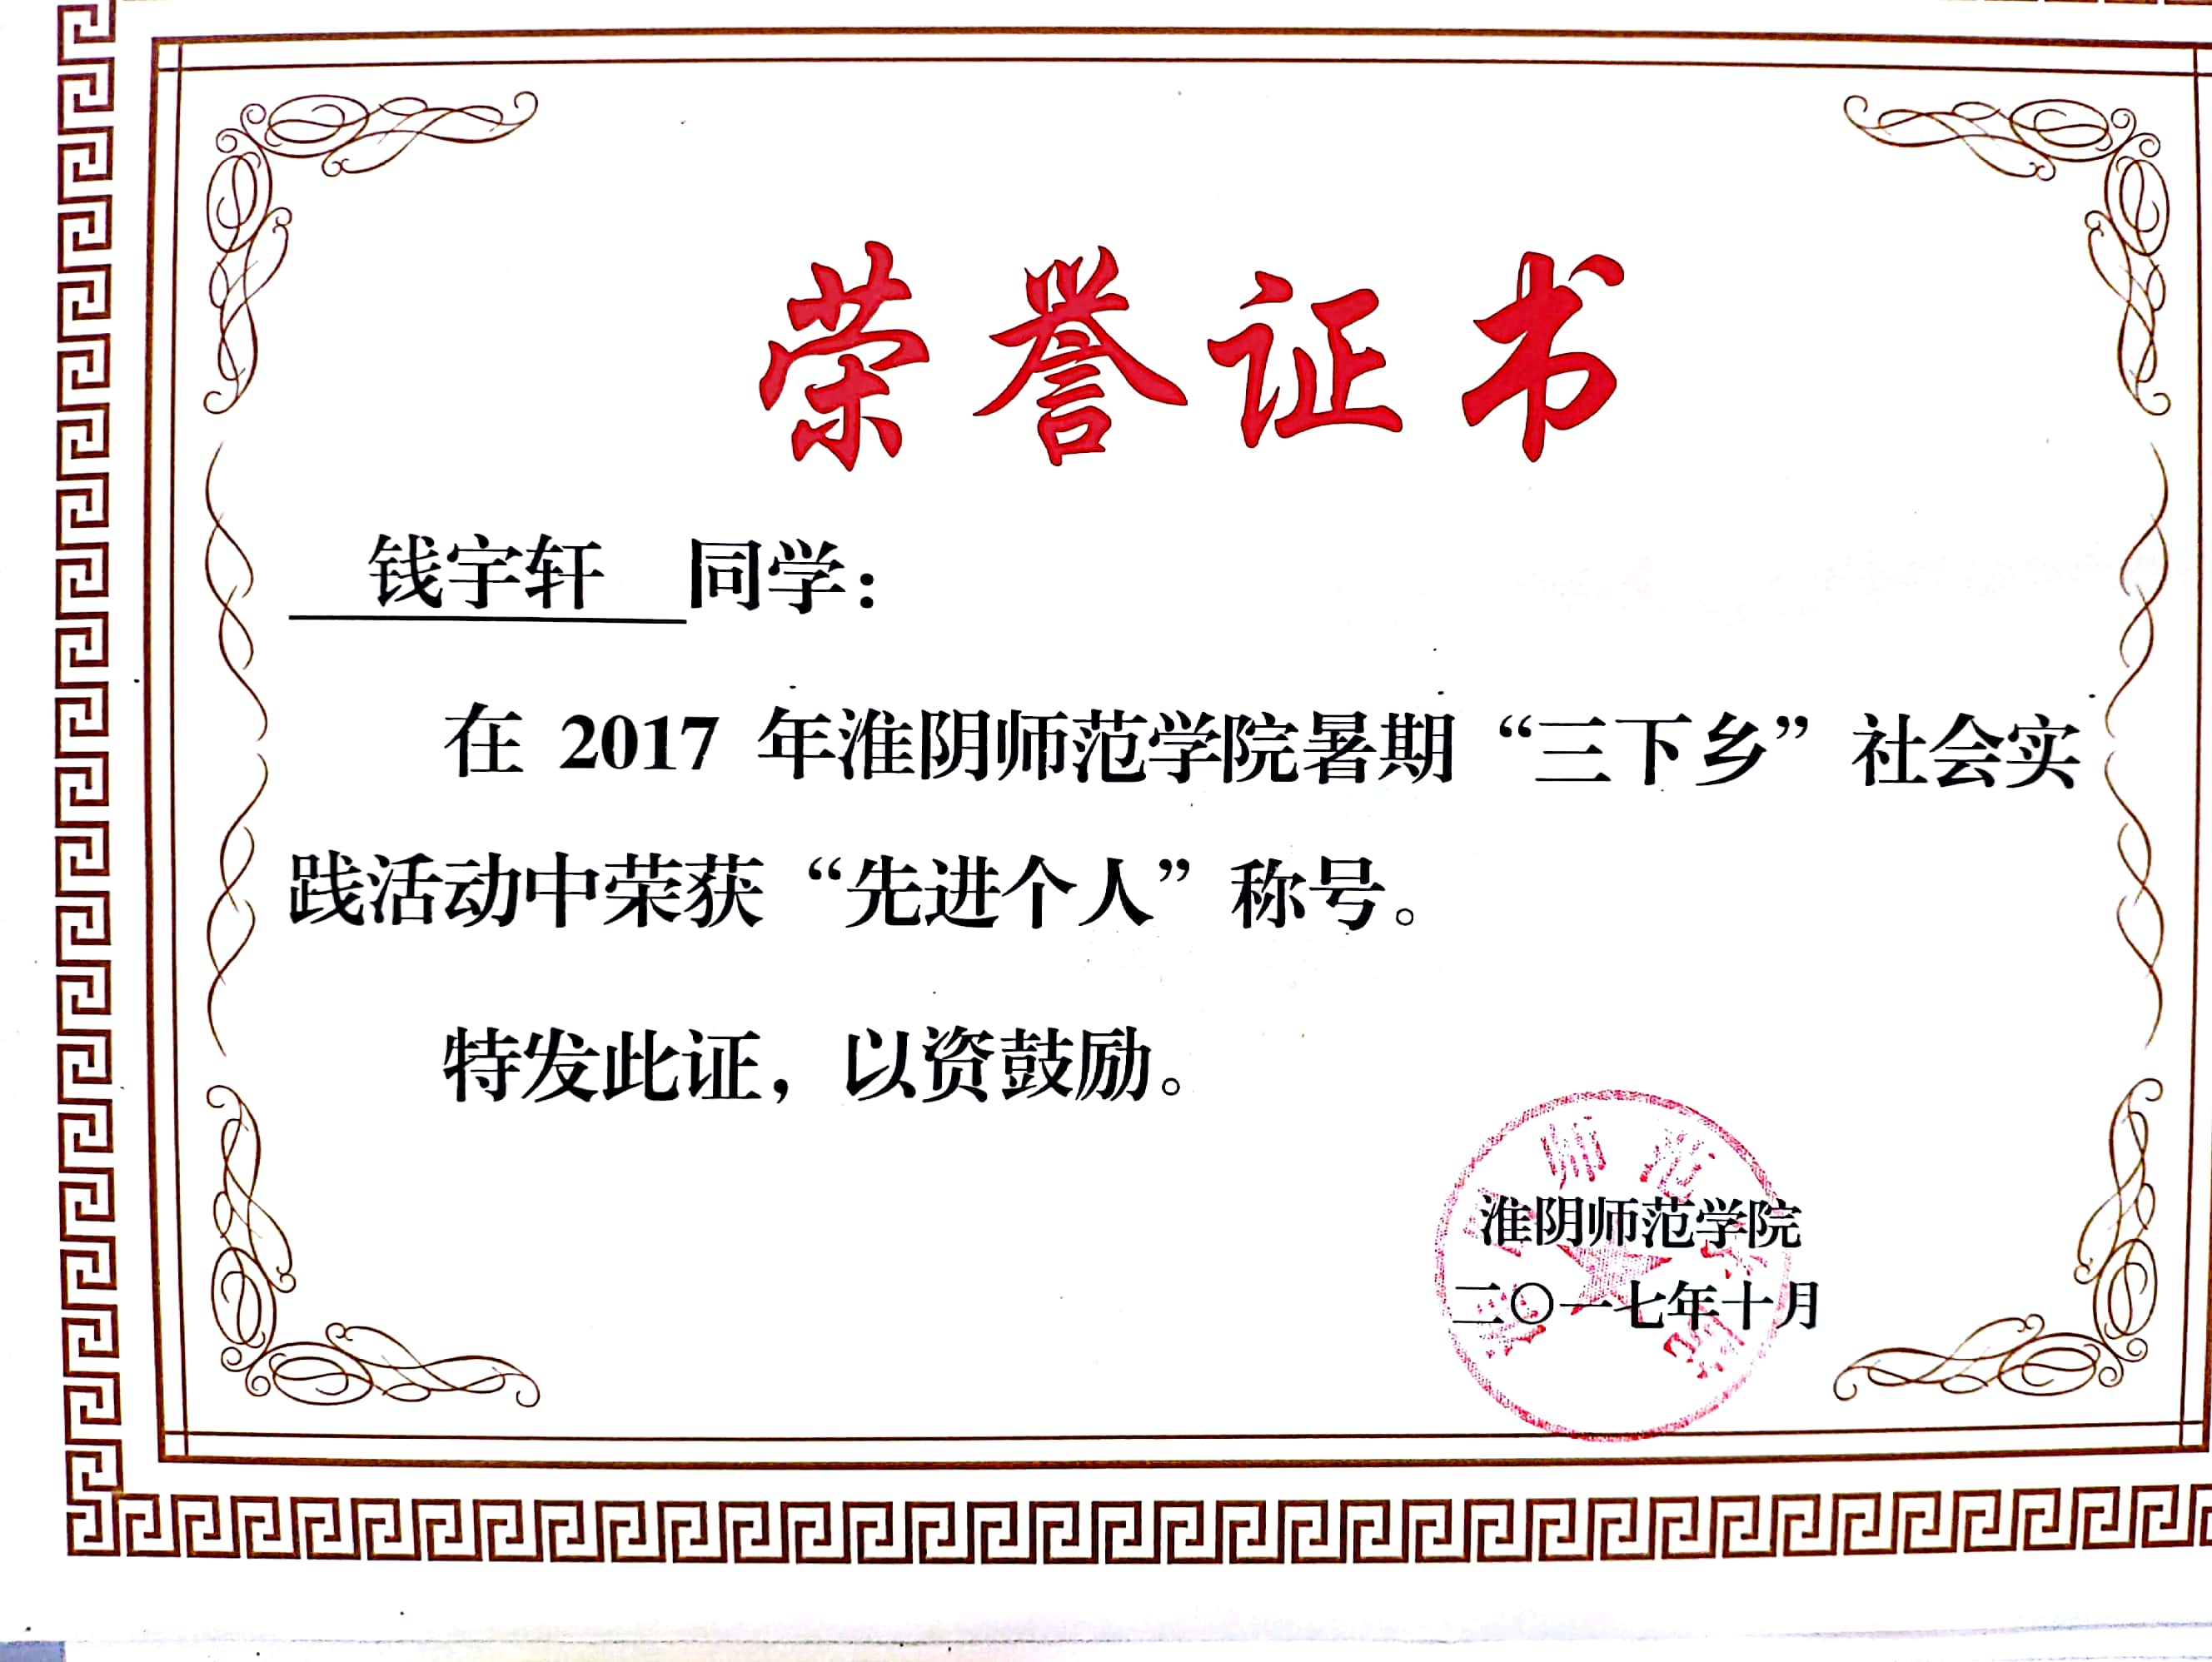 荣誉证书
钱宇轩 同学：
在 2017 年淮阴师范学院暑期“三下乡”社会实
践活动中荣获“先进个人”称号。
特发此证，以资鼓励。
师范
淮阴师范学院
二〇一七年十月